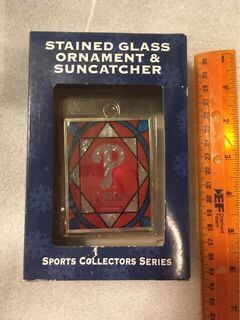 STAINED GLASS
ORNAMENT &
SUNCATCHER
P
SPORTS COLLECTORS SERIES